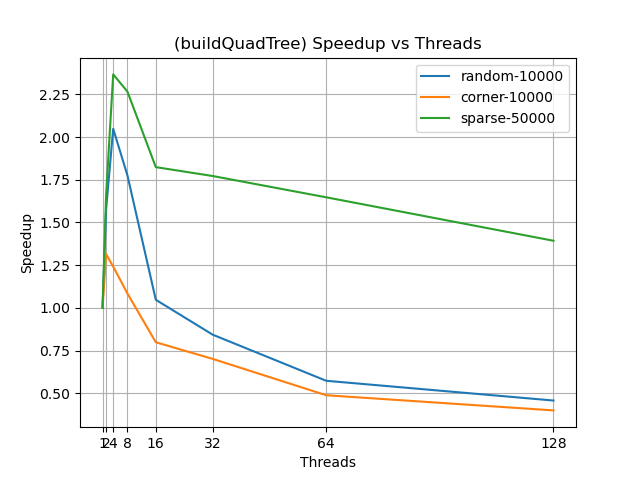 (buildQuadTree) Speedup vs Threads
random-10000
corner-10000
sparse-50000
Speedup
2.25
2.00
1.75
1.50
1.25
1.00
0.75
0.50
1 2 4 8 16 32 64 128
Threads